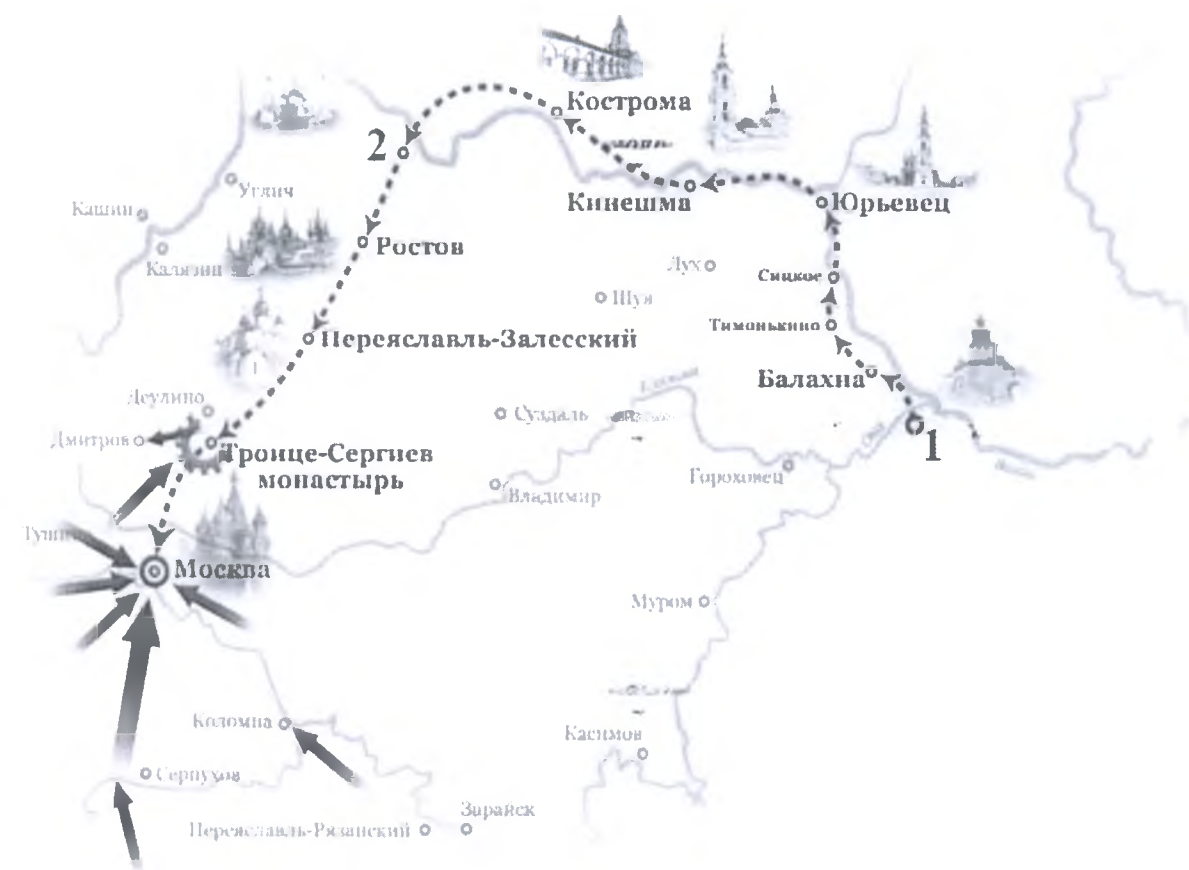 Кострома
2
Углич
Кашин
Кинешма
Юрьевец
Ростов
Калязин
Лух
Сицкое
Шуя
Тимонькино
Переяславль-Залесский
Балахна
Деулино
Суздаль
Дмитров
1
Троице-Сергиев
монастырь
Гороховец
Владимир
Москва
Муром
Коломна
Касимов
Серпухов
Зарайск
Переяславль-Рязанский